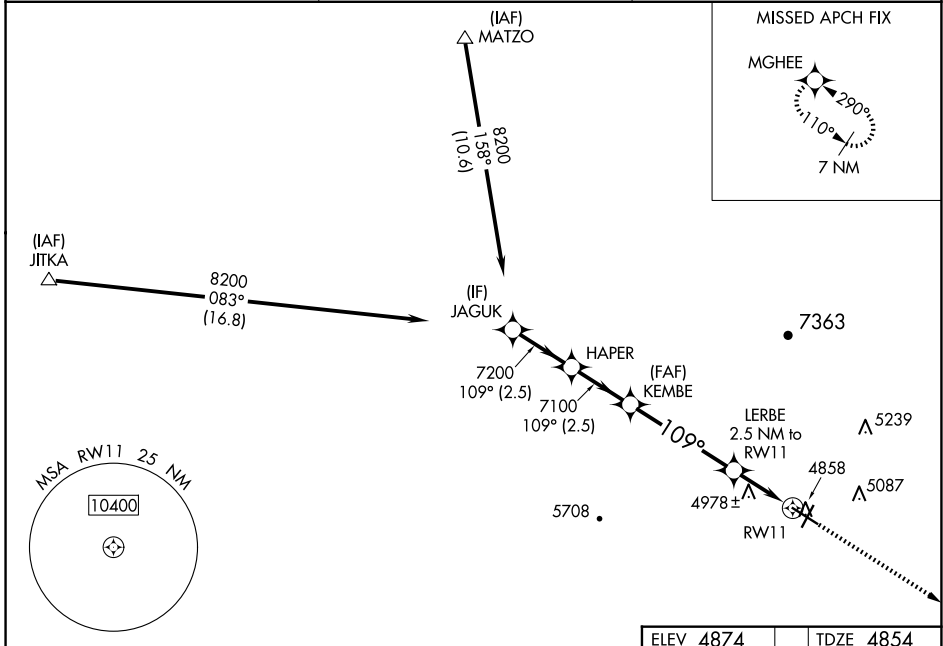 (IAF)
MATZO
MISSED APCH FIX
MGHEE
290°
110°
7 NM
8200
158°
(10.6)
(IAF)
JITKA
8200
083°
(16.8)
(IF)
JAGUK
7363
HAPER
7200
109° (2.5)
(FAF)
KEMBE
7100
109° (2.5)
109°
LERBE
2.5 NM to
RW11
5239
MSA RW11 25 NM
10400
4858
5087
4978±
5708
RW11
ELEV 4874
TDZE 4854